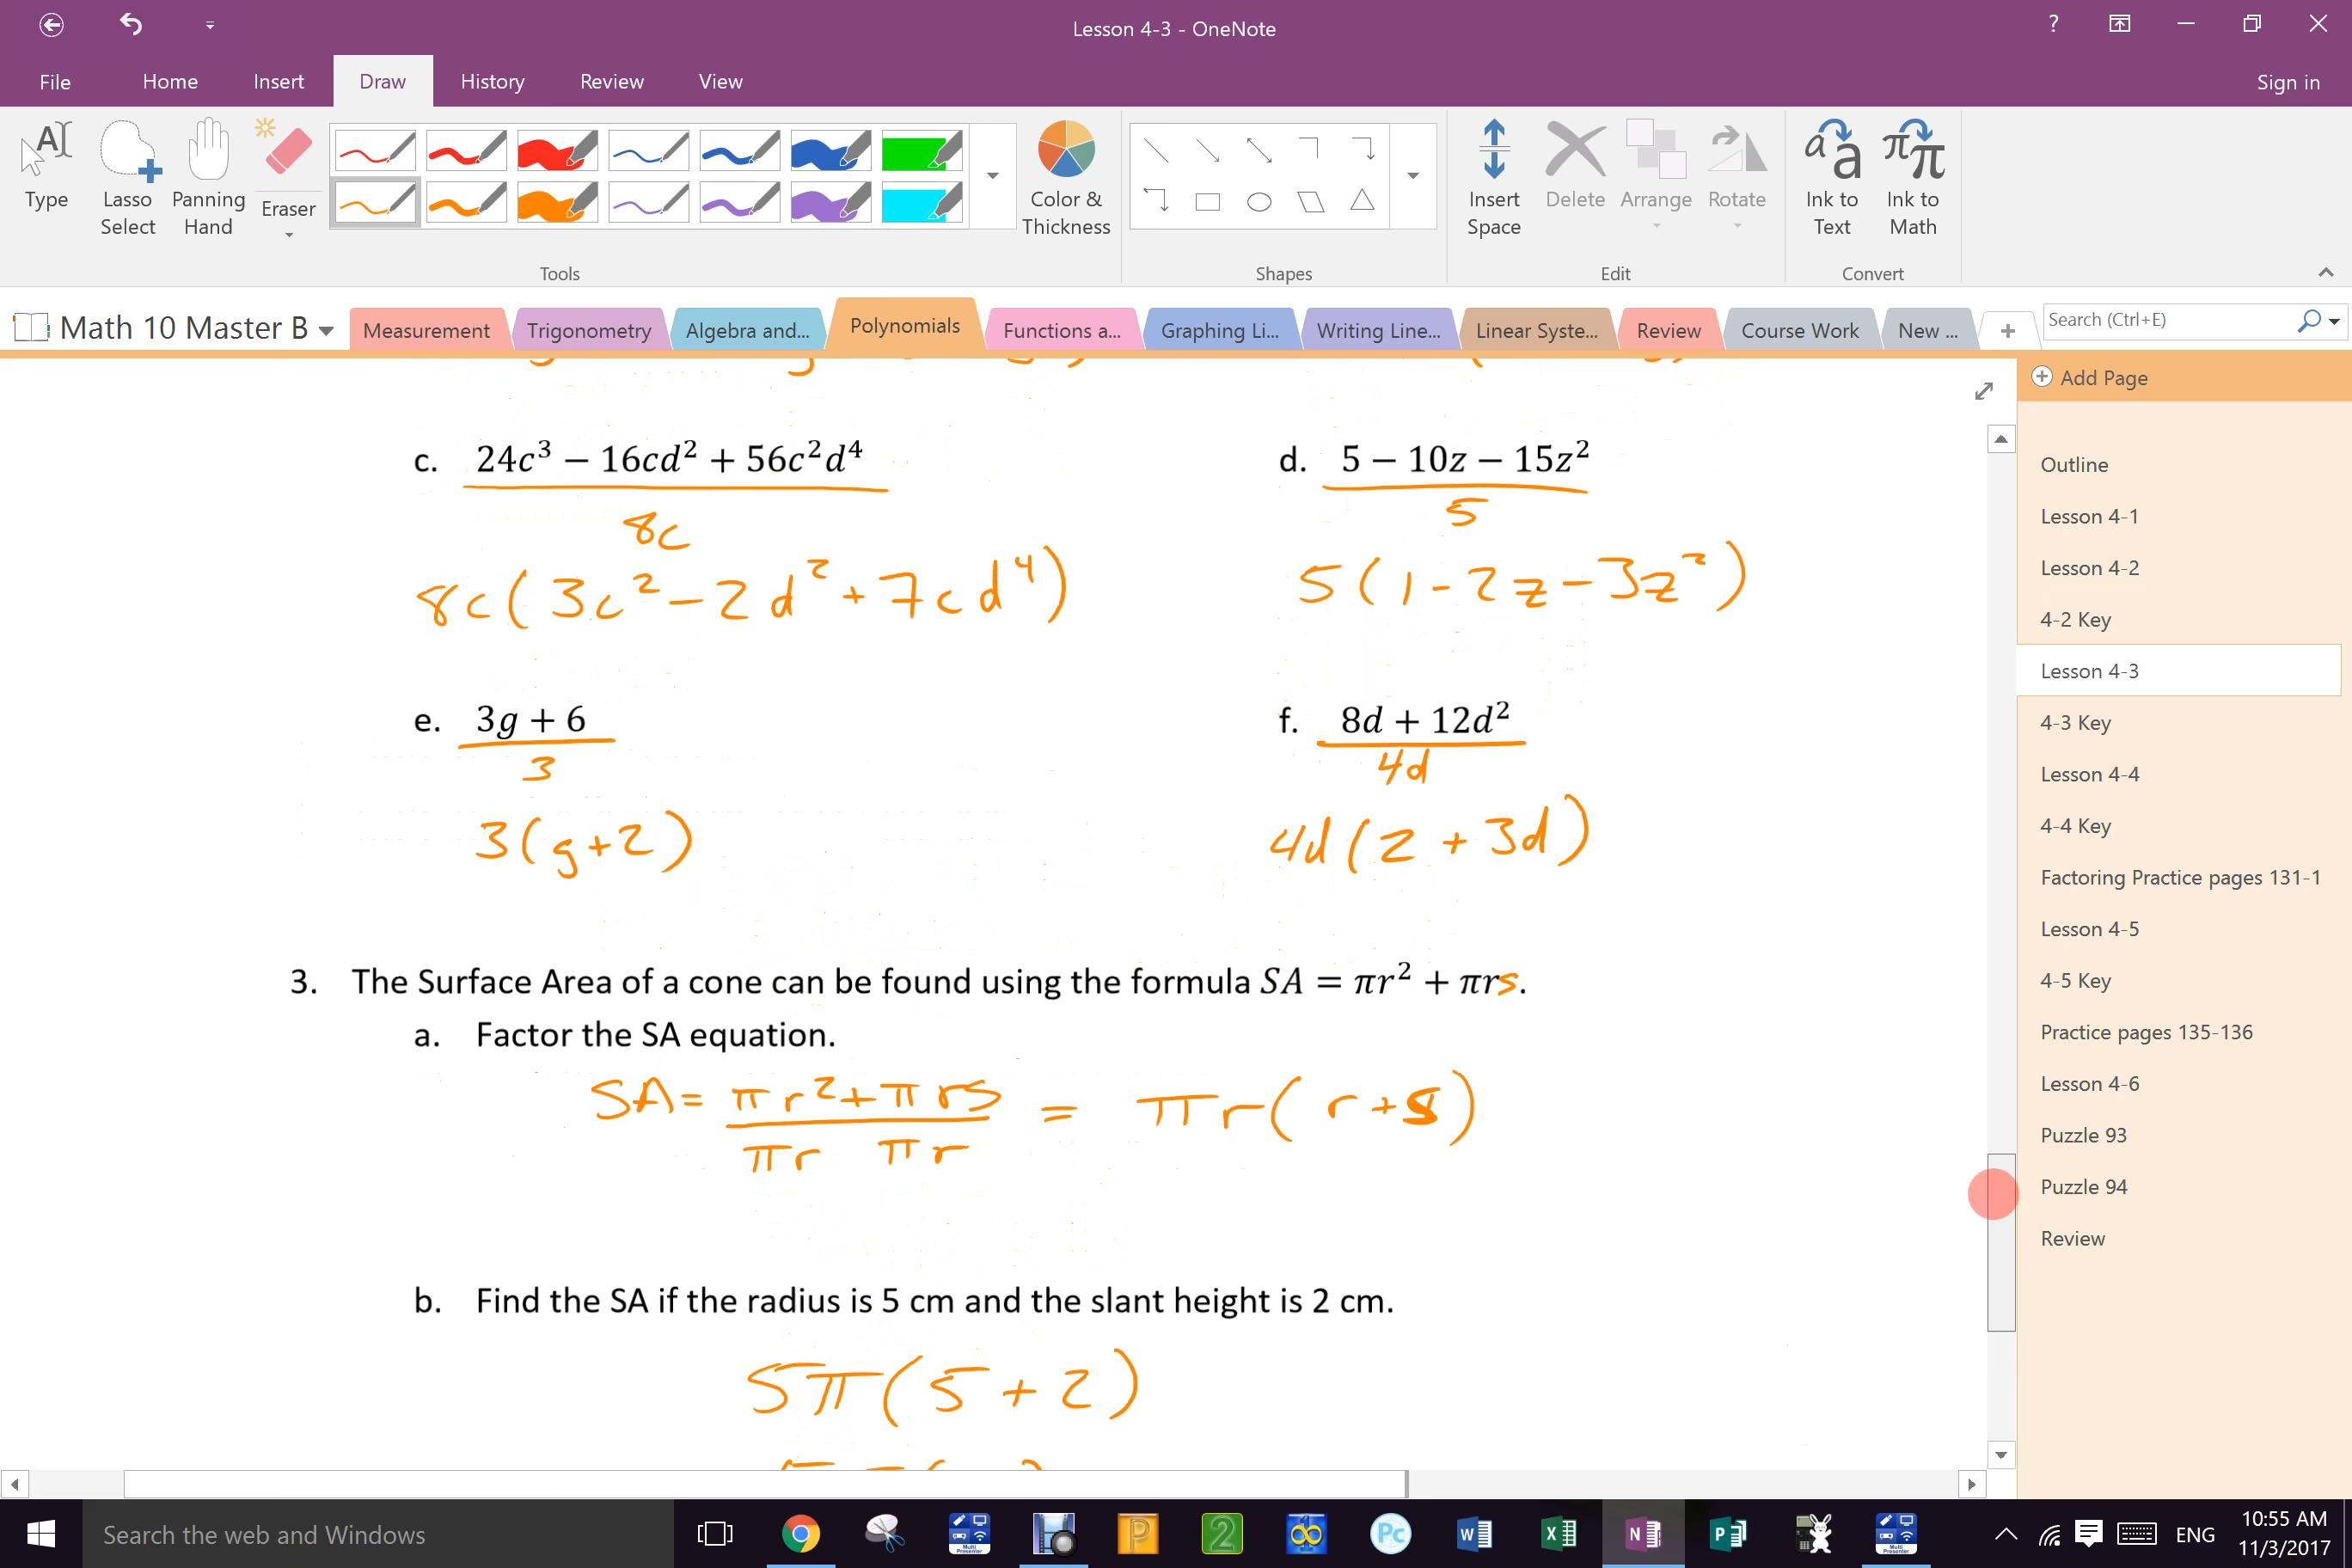 Lesson 4-3 - OneNote
?
File Home Insert Draw History Review View Sign in
Type
Lasso Select
Panning Hand
Eraser
Color & Thickness
Insert Space
Delete Arrange Rotate
Ink to Text
Ink to Math
Tools Shapes Edit Convert
Math 10 Master B Measurement Trigonometry Algebra and... Polynomials Functions a... Graphing Li... Writing Line... Linear Syste... Review Course Work New ... + Search (Ctrl+E)
Add Page
Outline
Lesson 4-1
Lesson 4-2
4-2 Key
Lesson 4-3
4-3 Key
Lesson 4-4
4-4 Key
Factoring Practice pages 131-1
Lesson 4-5
4-5 Key
Practice pages 135-136
Lesson 4-6
Puzzle 93
Puzzle 94
Review
c. 24c³ − 16cd² + 56c²d⁴
8c
8c(3c² − 2d² + 7cd⁴)
d. 5 − 10z − 15z²
5
5(1 − 2z − 3z²)
e. 3g + 6
3
3(g+2)
f. 8d + 12d²
4d
4d(2 + 3d)
3. The Surface Area of a cone can be found using the formula SA = πr² + πrs.
a. Factor the SA equation.
SA = πr² + πrs = πr(r+s)
πr πr
b. Find the SA if the radius is 5 cm and the slant height is 2 cm.
5π(5+2)
Search the web and Windows
ENG
10:55 AM
11/3/2017